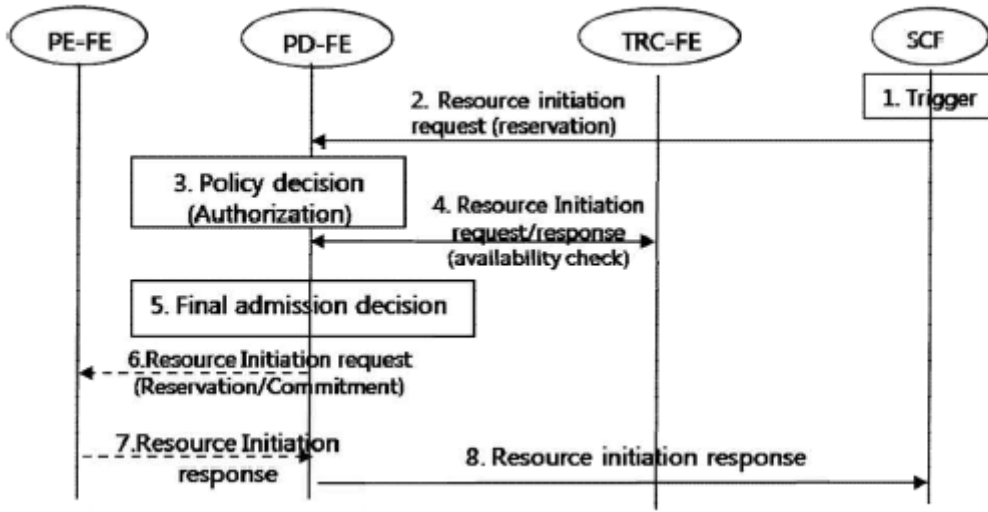 PE-FE
PD-FE
TRC-FE
SCF
1. Trigger
2. Resource initiation
request (reservation)
3. Policy decision
(Authorization)
4. Resource Initiation
request/response
(availability check)
5. Final admission decision
6.Resource Initiation request
(Reservation/Commitment)
7.Resource Initiation
response
8. Resource initiation response